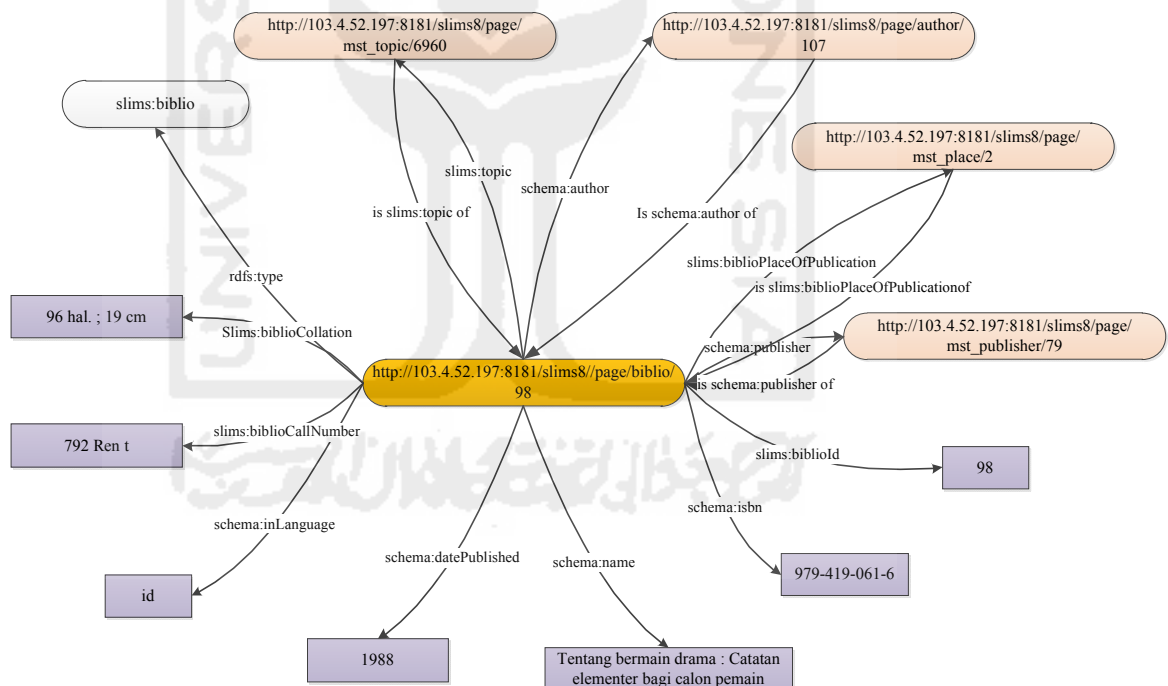 http://103.4.52.197:8181/slims8/page/
mst_topic/6960
http://103.4.52.197:8181/slims8/page/author/
107
slims:biblio
http://103.4.52.197:8181/slims8/page/
mst_place/2
slims:topic
schema:author
is slims:topic of
Is schema:author of
slims:biblioPlaceOfPublication
rdfs:type
is slims:biblioPlaceOfPublicationof
96 hal. ; 19 cm
Slims:biblioCollation
http://103.4.52.197:8181/slims8/page/
mst_publisher/79
schema:publisher
http://103.4.52.197:8181/slims8//page/biblio/
98
is schema:publisher of
slims:biblioCallNumber
792 Ren t
slims:biblioId
98
schema:isbn
schema:inLanguage
schema:datePublished
schema:name
979-419-061-6
id
1988
Tentang bermain drama : Catatan
elementer bagi calon pemain